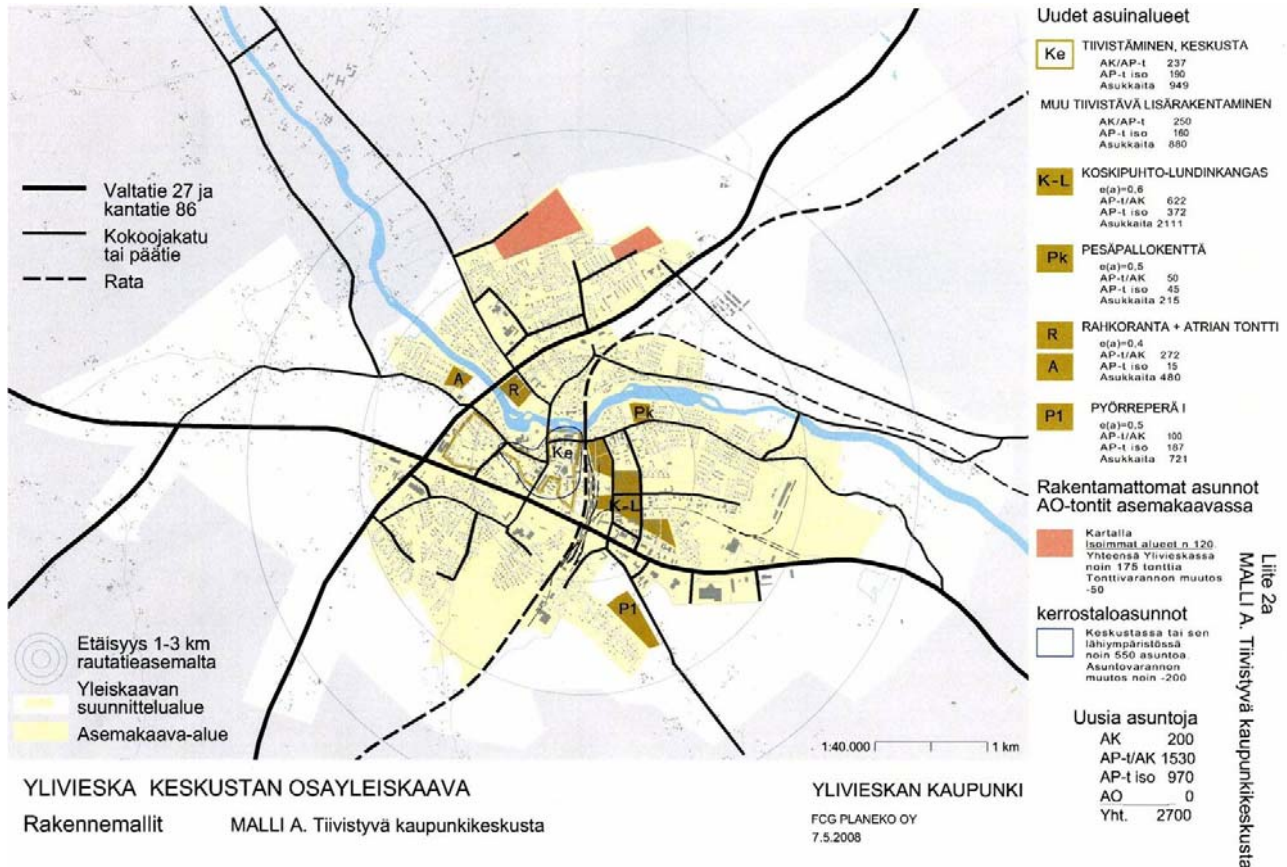 Uudet asuinalueet
Ke
TIIVISTÄMINEN, KESKUSTA
AK/AP-t 237
AP-t iso 190
Asukkaita 949
MUU TIIVISTÄVÄ LISÄRAKENTAMINEN
AK/AP-t 250
AP-t iso 160
Asukkaita 880
K-L
KOSKIPUHTO-LUNDINKANGAS
e(a)=0,6
AP-t/AK 622
AP-t iso 372
Asukkaita 2111
Pk
PESÄPALLOKENTTÄ
e(a)=0,5
AP-t/AK 50
AP-t iso 45
Asukkaita 215
R
A
RAHKORANTA + ATRIAN TONTTI
e(a)=0,4
AP-t/AK 272
AP-t iso 15
Asukkaita 480
P1
PYÖRREPERÄ I
e(a)=0,5
AP-t/AK 100
AP-t iso 187
Asukkaita 721
Rakentamattomat asunnot
AO-tontit asemakaavassa
Kartalla
Isoimmat alueet n 120
Yhteensä Ylivieskassa
noin 175 tonttia
Tonttivarannon muutos
-50
kerrostaloasunnot
Keskustassa tai sen
lähiympäristössä
noin 550 asuntoa.
Asuntovarannon
muutos noin -200
Uusia asuntoja
AK 200
AP-t/AK 1530
AP-t iso 970
AO 0
Yht. 2700
Liite 2a
MALLI A. Tiivistyvä kaupunkikeskusta
Valtatie 27 ja
kantatie 86
Kokoojakatu
tai päätie
Rata
A
R
Pk
Ke
K-L
P1
Etäisyys 1-3 km
rautatieasemalta
Yleiskaavan
suunnittelualue
Asemakaava-alue
1:40.000
1 km
YLIVIESKA KESKUSTAN OSAYLEISKAAVA
Rakennemallit MALLI A. Tiivistyvä kaupunkikeskusta
YLIVIESKAN KAUPUNKI
FCG PLANEKO OY
7.5.2008